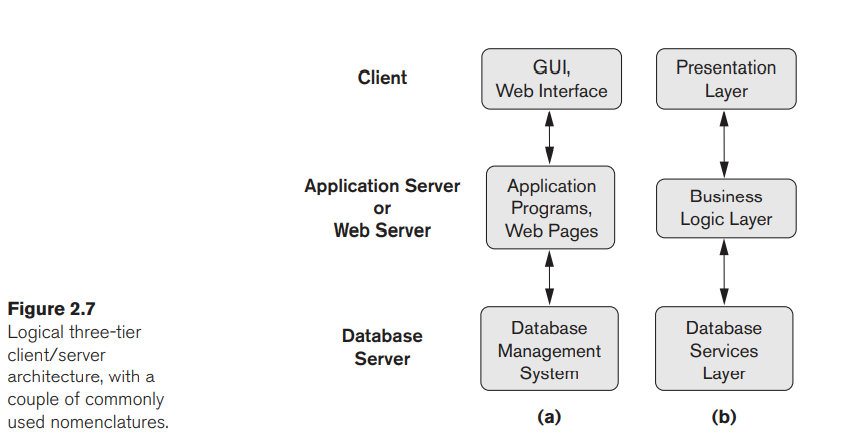 Client
GUI,
Web Interface
Presentation
Layer
Application Server
or
Web Server
Application
Programs,
Web Pages
Business
Logic Layer
Figure 2.7
Logical three-tier
client/server
architecture, with a
couple of commonly
used nomenclatures.
Database
Server
Database
Management
System
Database
Services
Layer
(a)
(b)